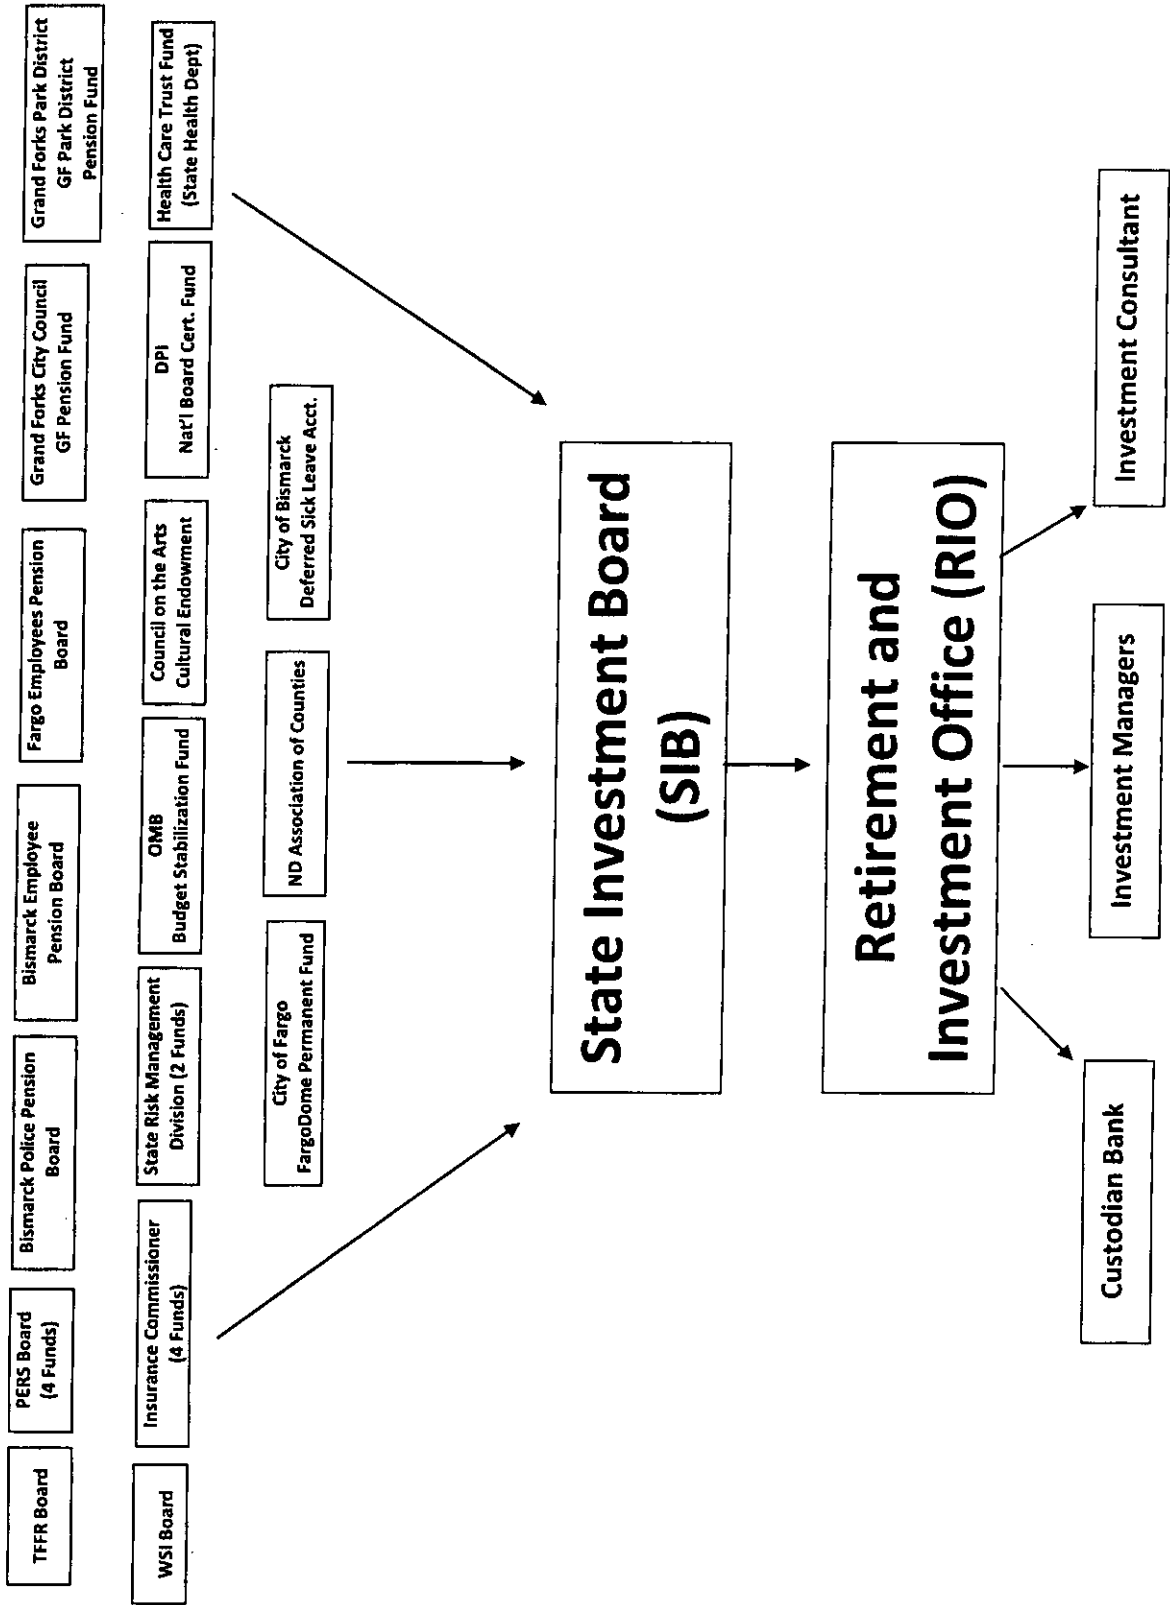 TFFR Board
PERS Board
(4 Funds)
Bismarck Police Pension
Board
Bismarck Employee
Pension Board
Fargo Employees Pension
Board
Grand Forks City Council
GF Pension Fund
Grand Forks Park District
GF Park District
Pension Fund
WSI Board
Insurance Commissioner
(4 Funds)
State Risk Management
Division (2 Funds)
OMB
Budget Stabilization Fund
Council on the Arts
Cultural Endowment
DPI
Nat'l Board Cert. Fund
Health Care Trust Fund
(State Health Dept)
City of Fargo
FargoDome Permanent Fund
ND Association of Counties
City of Bismarck
Deferred Sick Leave Acct.
State Investment Board
(SIB)
Retirement and
Investment Office (RIO)
Custodian Bank
Investment Managers
Investment Consultant